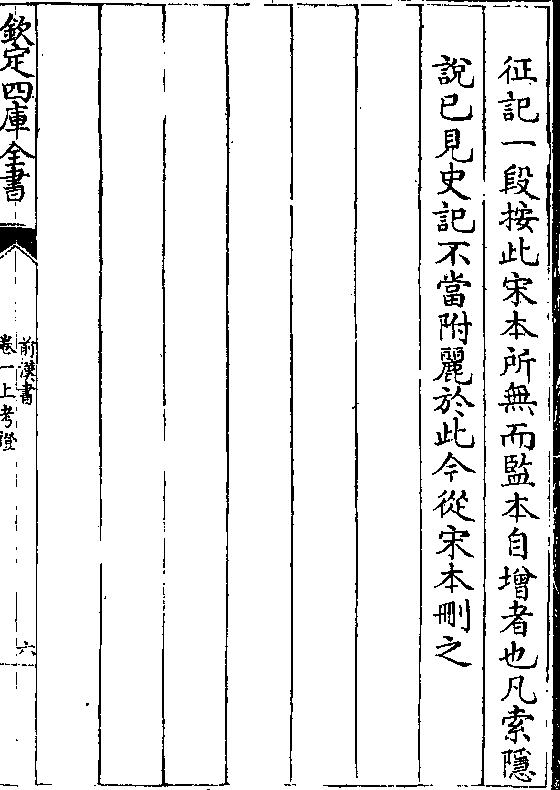 征記一段按此宋本所無而監本自增者也凡索隱
說已見史記不當附麗於此今從宋本刪之
欽定四庫全書
前漢書
卷一上考證
六